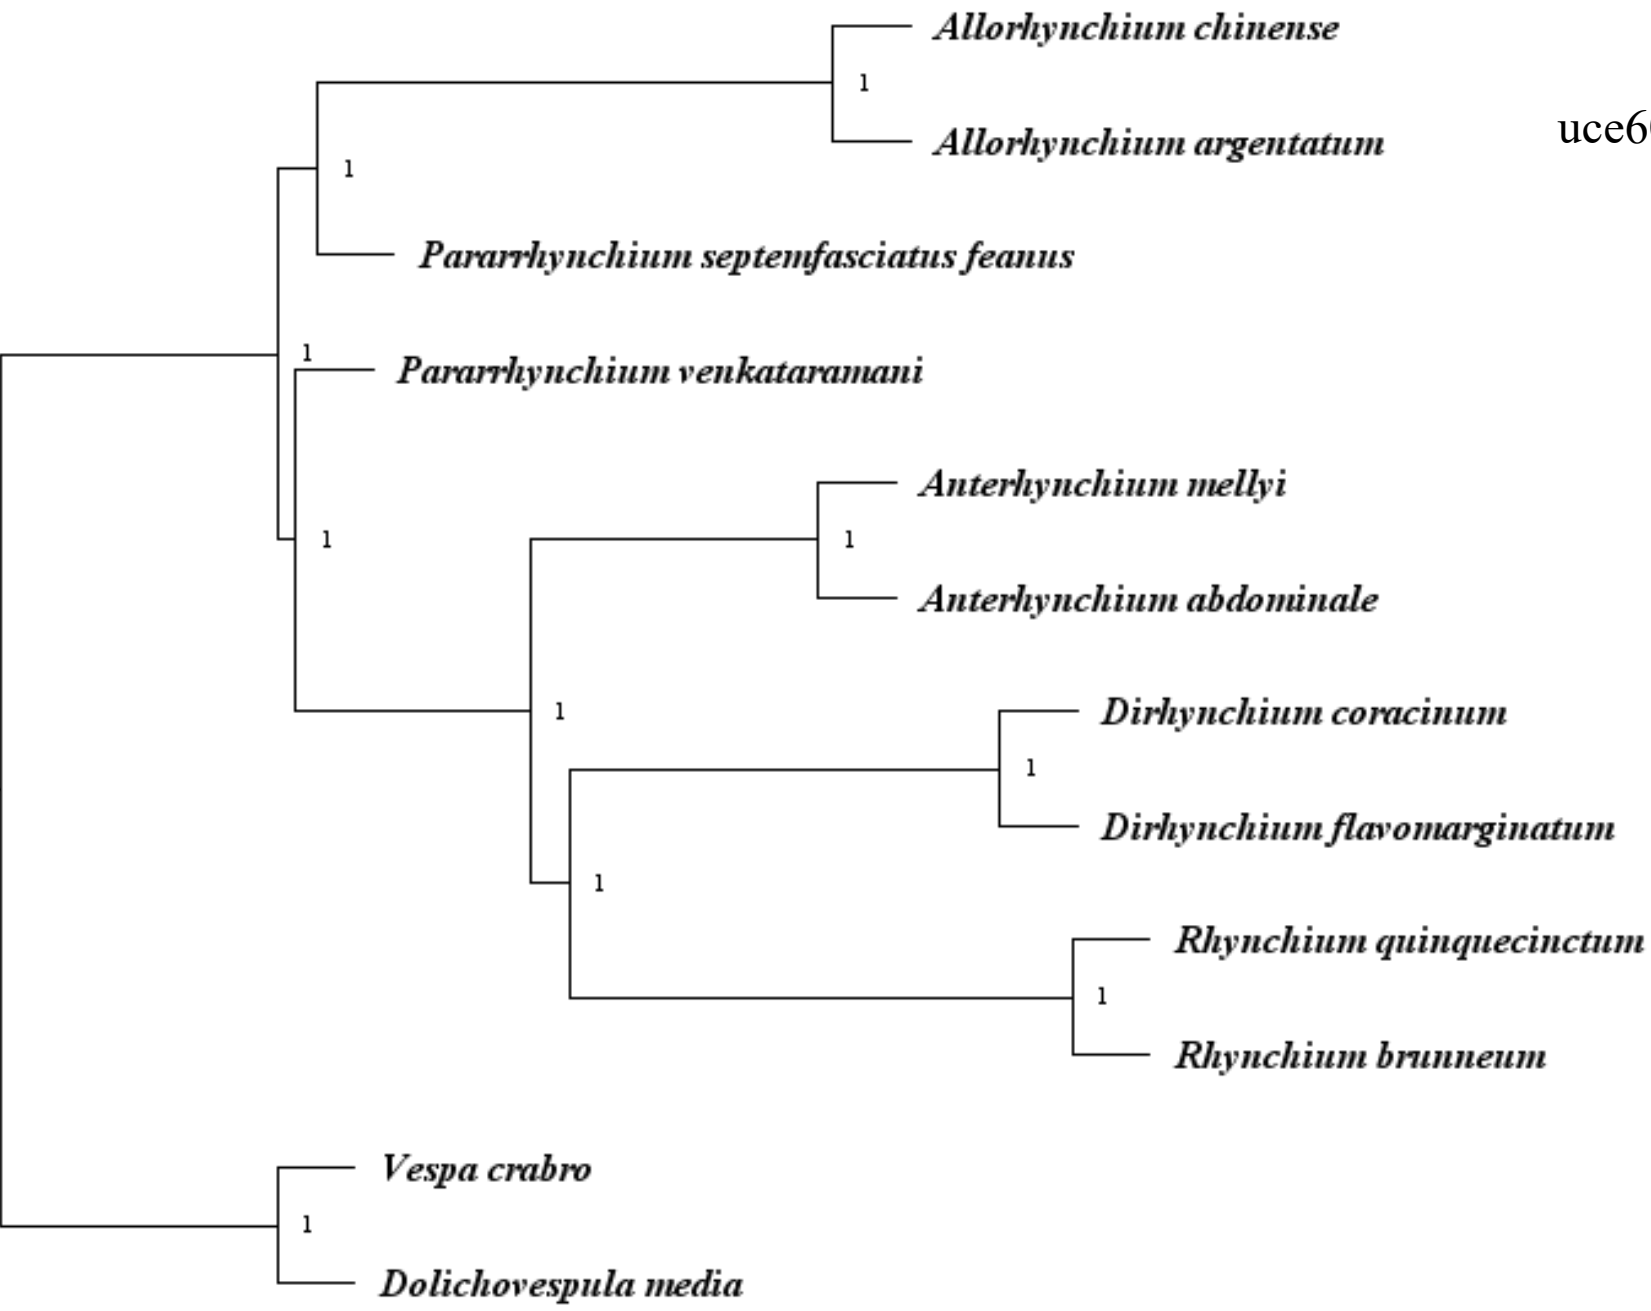 Allorhynchium chinense
1
Allorhynchium argentatum
1
Pararrhynchium septemfasciatus feanus
1
Pararrhynchium venkataramani
Anterhynchium mellyi
1
1
Anterhynchium abdominale
1
Dirhynchium coracinum
1
Dirhynchium flavomarginatum
1
Rhynchium quinquecinctum
1
Rhynchium brunneum
Vespa crabro
1
Dolichovespula media